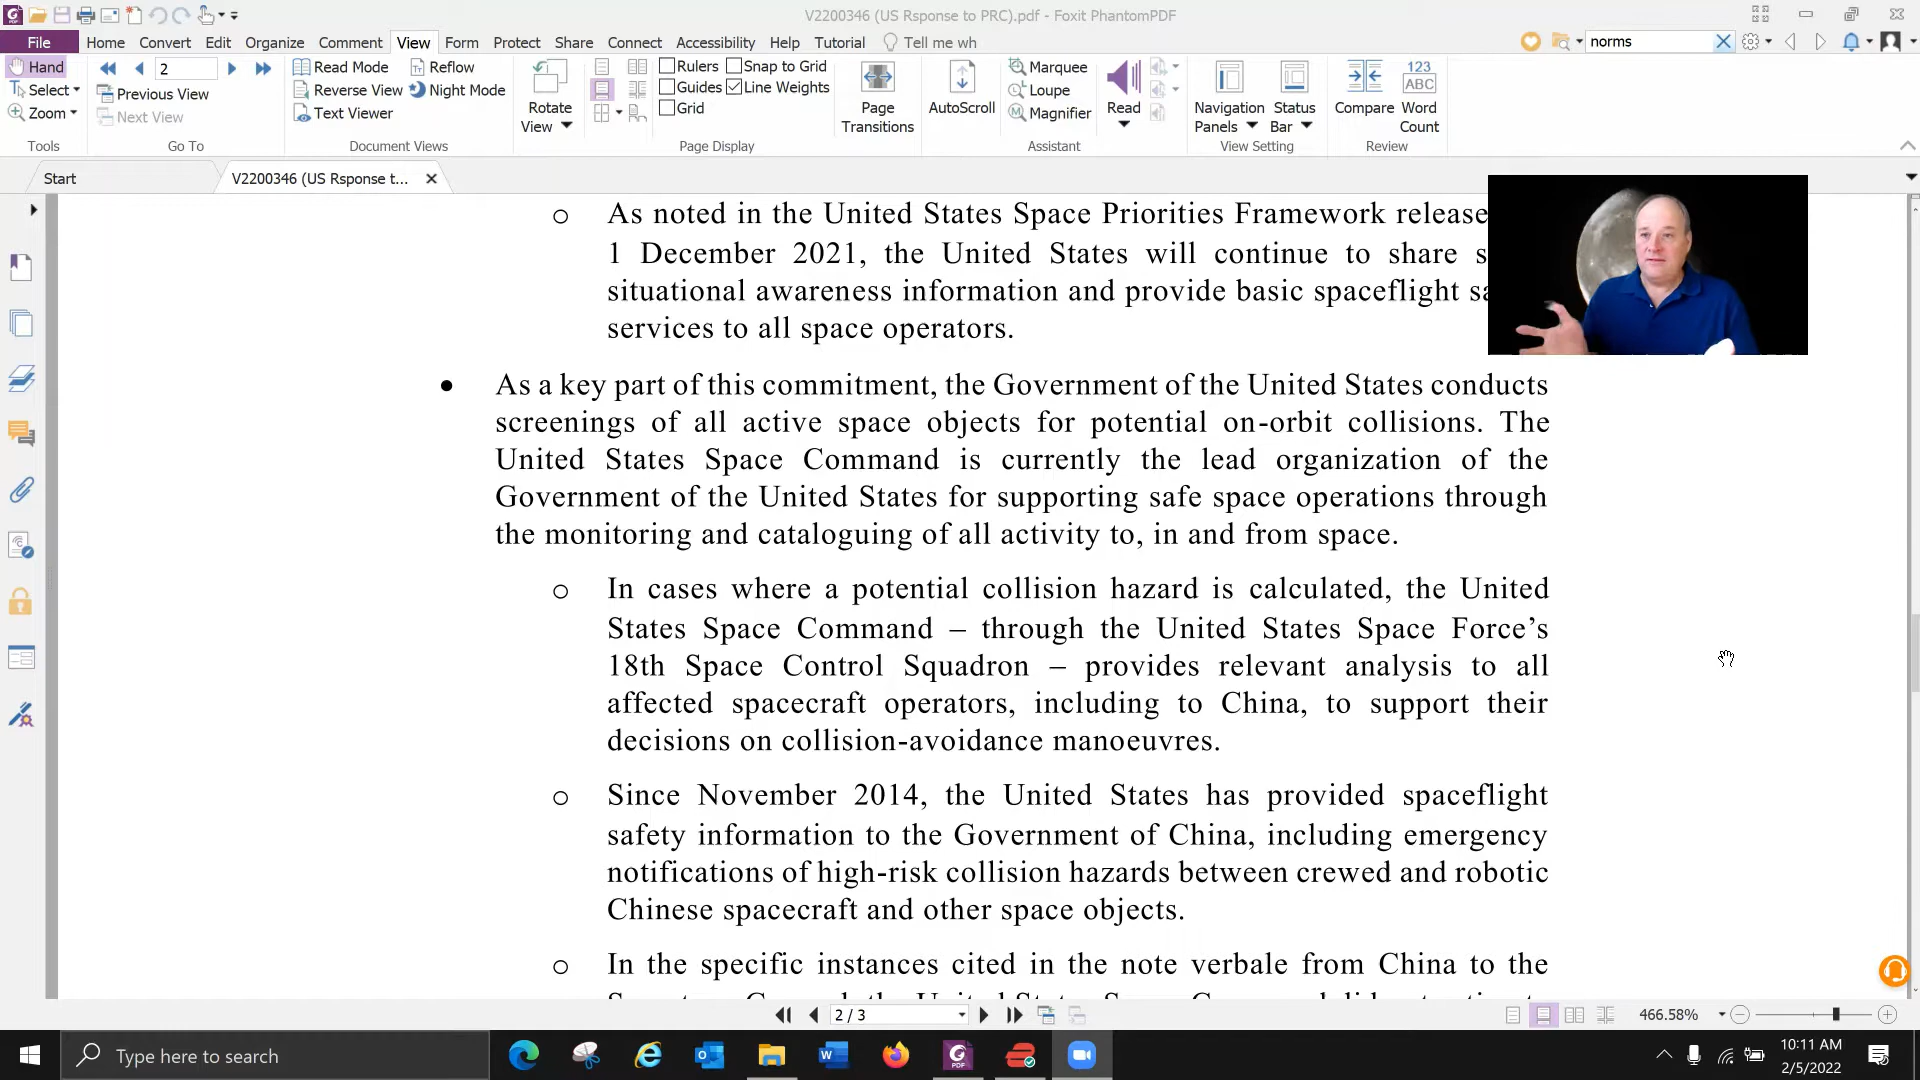 V2200346 (US Rsponse to PRC).pdf - Foxit PhantomPDF
File Home Convert Edit Organize Comment View Form Protect Share Connect Accessibility Help Tutorial Tell me wh norms
Hand 2 Read Mode Reflow Rulers Snap to Grid Marquee
Select Previous View Reverse View Night Mode Guides Line Weights Loupe
Zoom Next View Text Viewer Grid Magnifier
Rotate View Page Transitions AutoScroll Read Navigation Panels Status Bar Compare 123 ABC Word Count
Tools Go To Document Views Page Display Assistant View Setting Review
Start V2200346 (US Rsponse t...
o As noted in the United States Space Priorities Framework release
1 December 2021, the United States will continue to share s
situational awareness information and provide basic spaceflight sa
services to all space operators.
• As a key part of this commitment, the Government of the United States conducts
screenings of all active space objects for potential on-orbit collisions. The
United States Space Command is currently the lead organization of the
Government of the United States for supporting safe space operations through
the monitoring and cataloguing of all activity to, in and from space.
o In cases where a potential collision hazard is calculated, the United
States Space Command – through the United States Space Force’s
18th Space Control Squadron – provides relevant analysis to all
affected spacecraft operators, including to China, to support their
decisions on collision-avoidance manoeuvres.
o Since November 2014, the United States has provided spaceflight
safety information to the Government of China, including emergency
notifications of high-risk collision hazards between crewed and robotic
Chinese spacecraft and other space objects.
o In the specific instances cited in the note verbale from China to the
2 / 3 466.58%
Type here to search 10:11 AM
2/5/2022